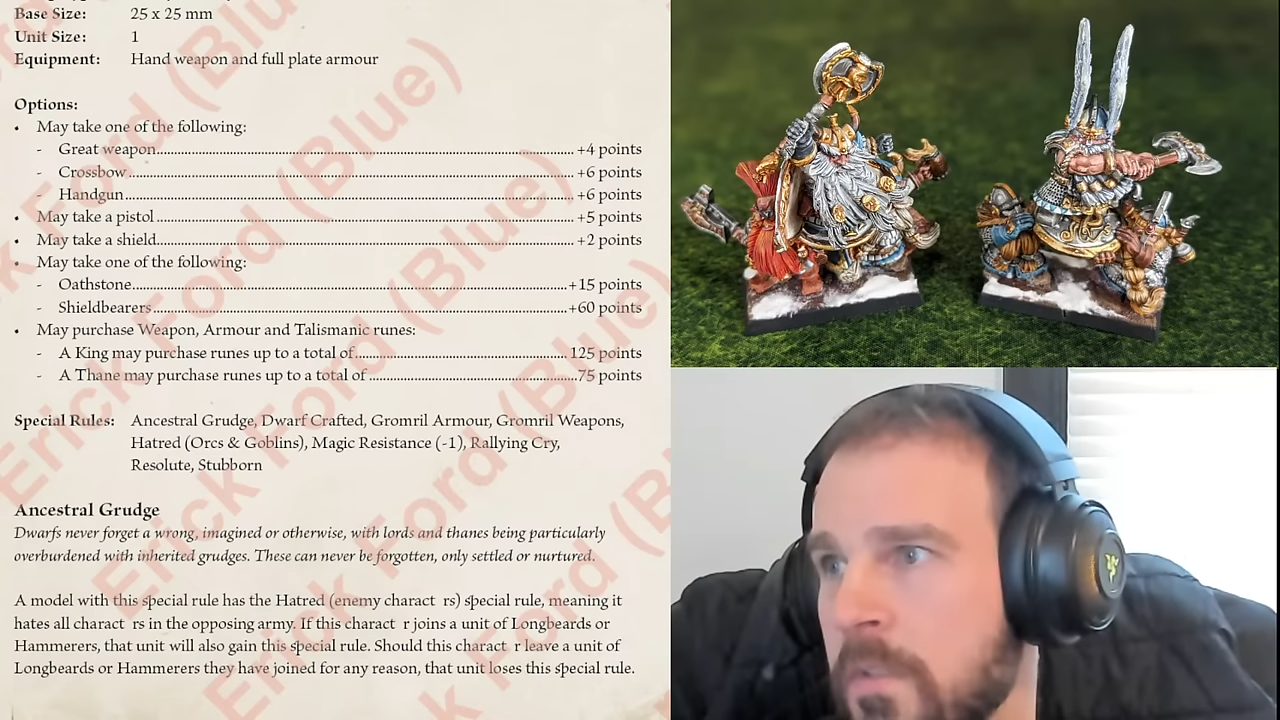 Base Size: 25 x 25 mm
Unit Size: 1
Equipment: Hand weapon and full plate armour
Options:
• May take one of the following:
- Great weapon.......... +4 points
- Crossbow.......... +6 points
- Handgun.......... +6 points
• May take a pistol.......... +5 points
• May take a shield.......... +2 points
• May take one of the following:
- Oathstone.......... +15 points
- Shieldbearers.......... +60 points
• May purchase Weapon, Armour and Talismanic runes:
- A King may purchase runes up to a total of.......... 125 points
- A Thane may purchase runes up to a total of.......... 75 points
Special Rules: Ancestral Grudge, Dwarf Crafted, Gromril Armour, Gromril Weapons,
Hatred (Orcs & Goblins), Magic Resistance (-1), Rallying Cry,
Resolute, Stubborn
Ancestral Grudge
Dwarfs never forget a wrong, imagined or otherwise, with lords and thanes being particularly
overburdened with inherited grudges. These can never be forgotten, only settled or nurtured.
A model with this special rule has the Hatred (enemy charact rs) special rule, meaning it
hates all charact rs in the opposing army. If this charact r joins a unit of Longbeards or
Hammerers, that unit will also gain this special rule. Should this charact r leave a unit of
Longbeards or Hammerers they have joined for any reason, that unit loses this special rule.
Erick Ford (Blue)
Erick Ford (Blue)
Erick Ford (Blue)